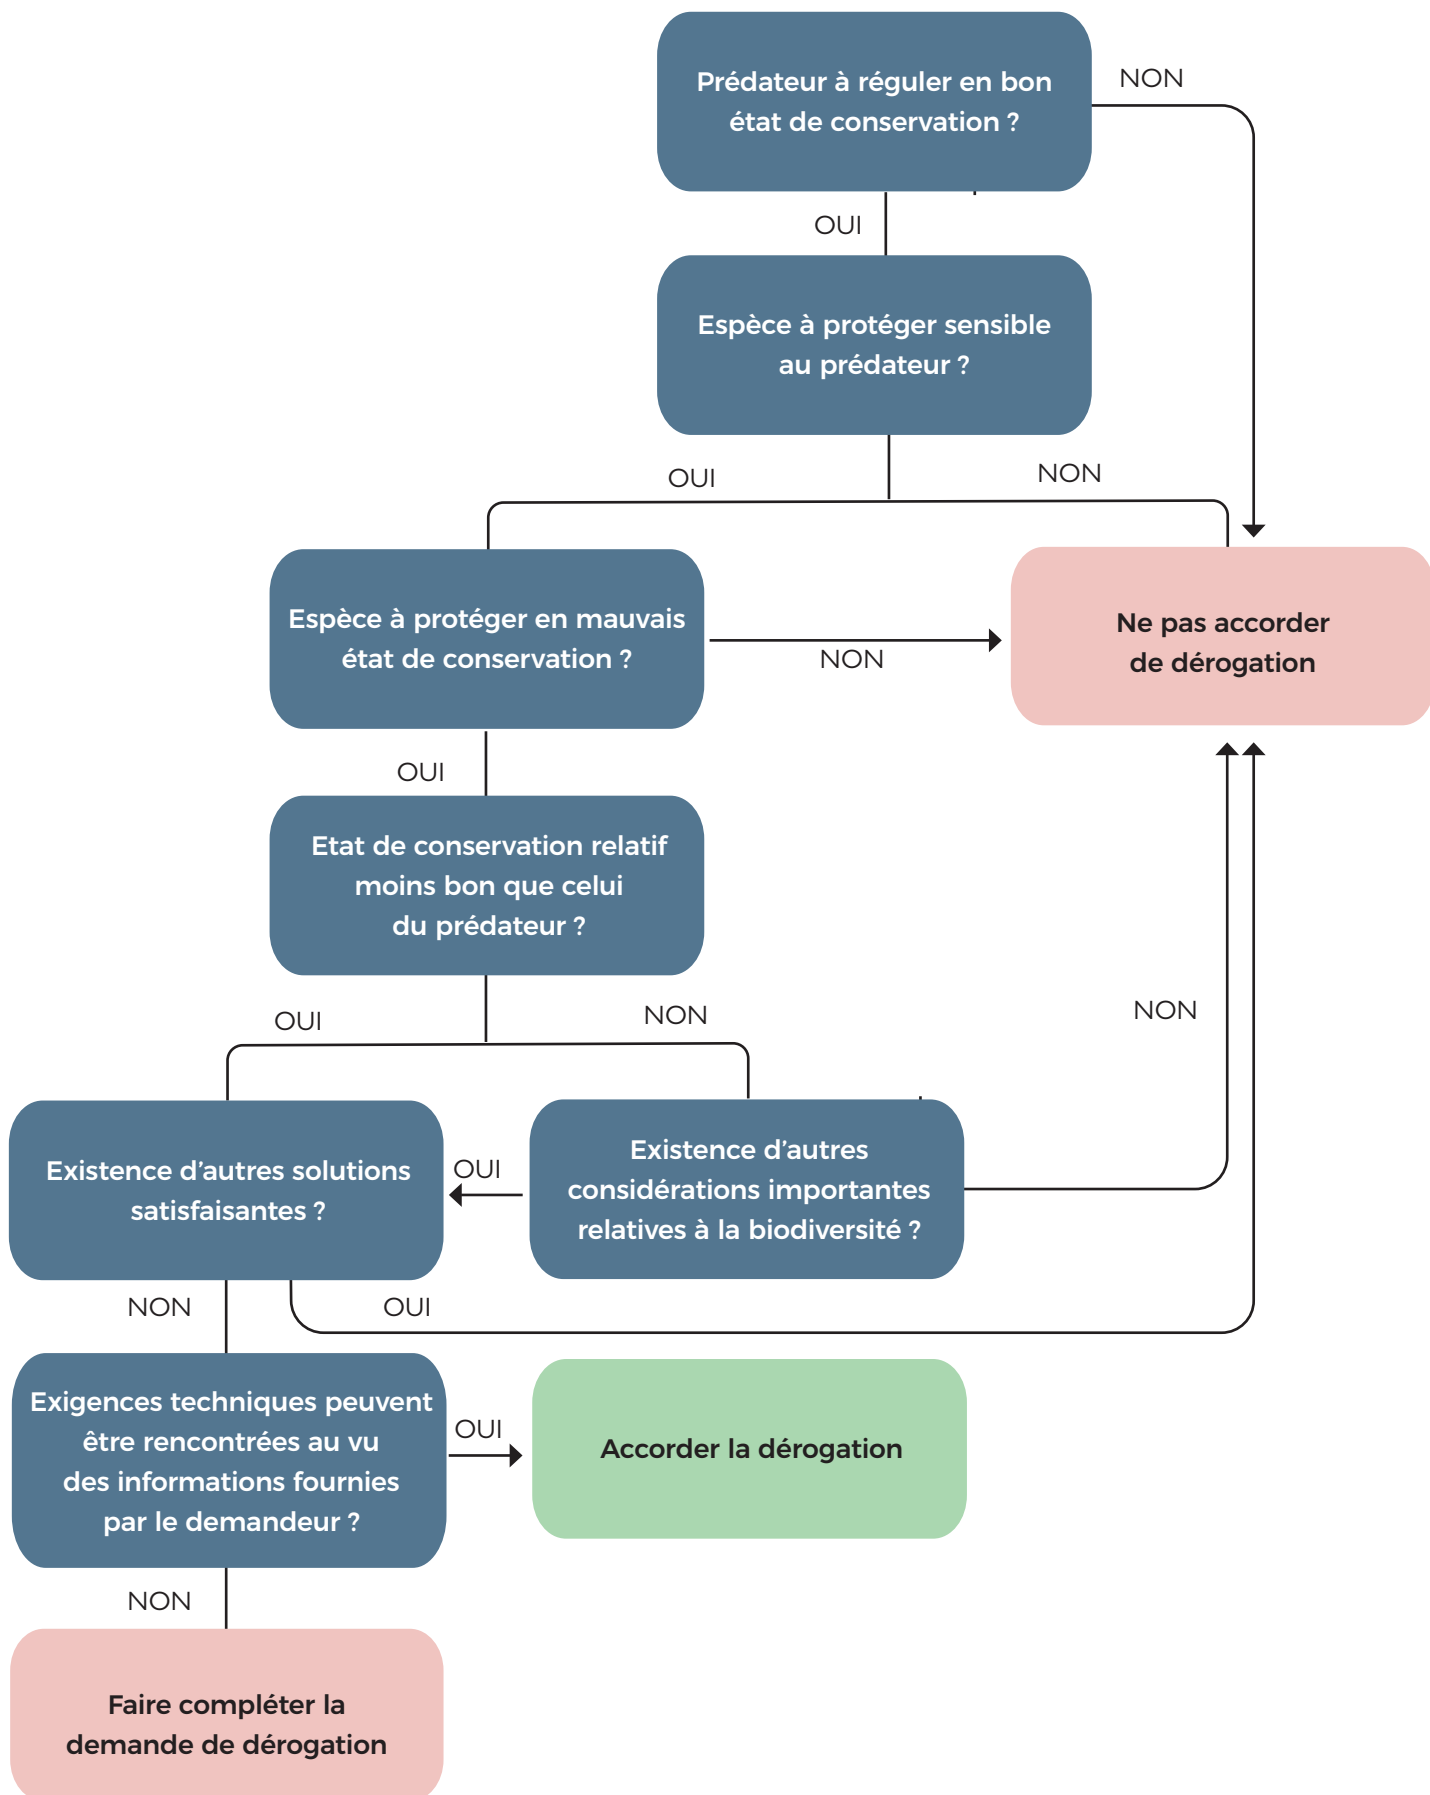 Prédateur à réguler en bon
état de conservation ?
NON
OUI
Espèce à protéger sensible
au prédateur ?
OUI
NON
Espèce à protéger en mauvais
état de conservation ?
NON
Ne pas accorder
de dérogation
OUI
Etat de conservation relatif
moins bon que celui
du prédateur ?
OUI
NON
NON
Existence d'autres solutions
satisfaisantes ?
OUI
Existence d'autres
considérations importantes
relatives à la biodiversité ?
NON
OUI
Exigences techniques peuvent
être rencontrées au vu
des informations fournies
par le demandeur ?
OUI
Accorder la dérogation
NON
Faire compléter la
demande de dérogation